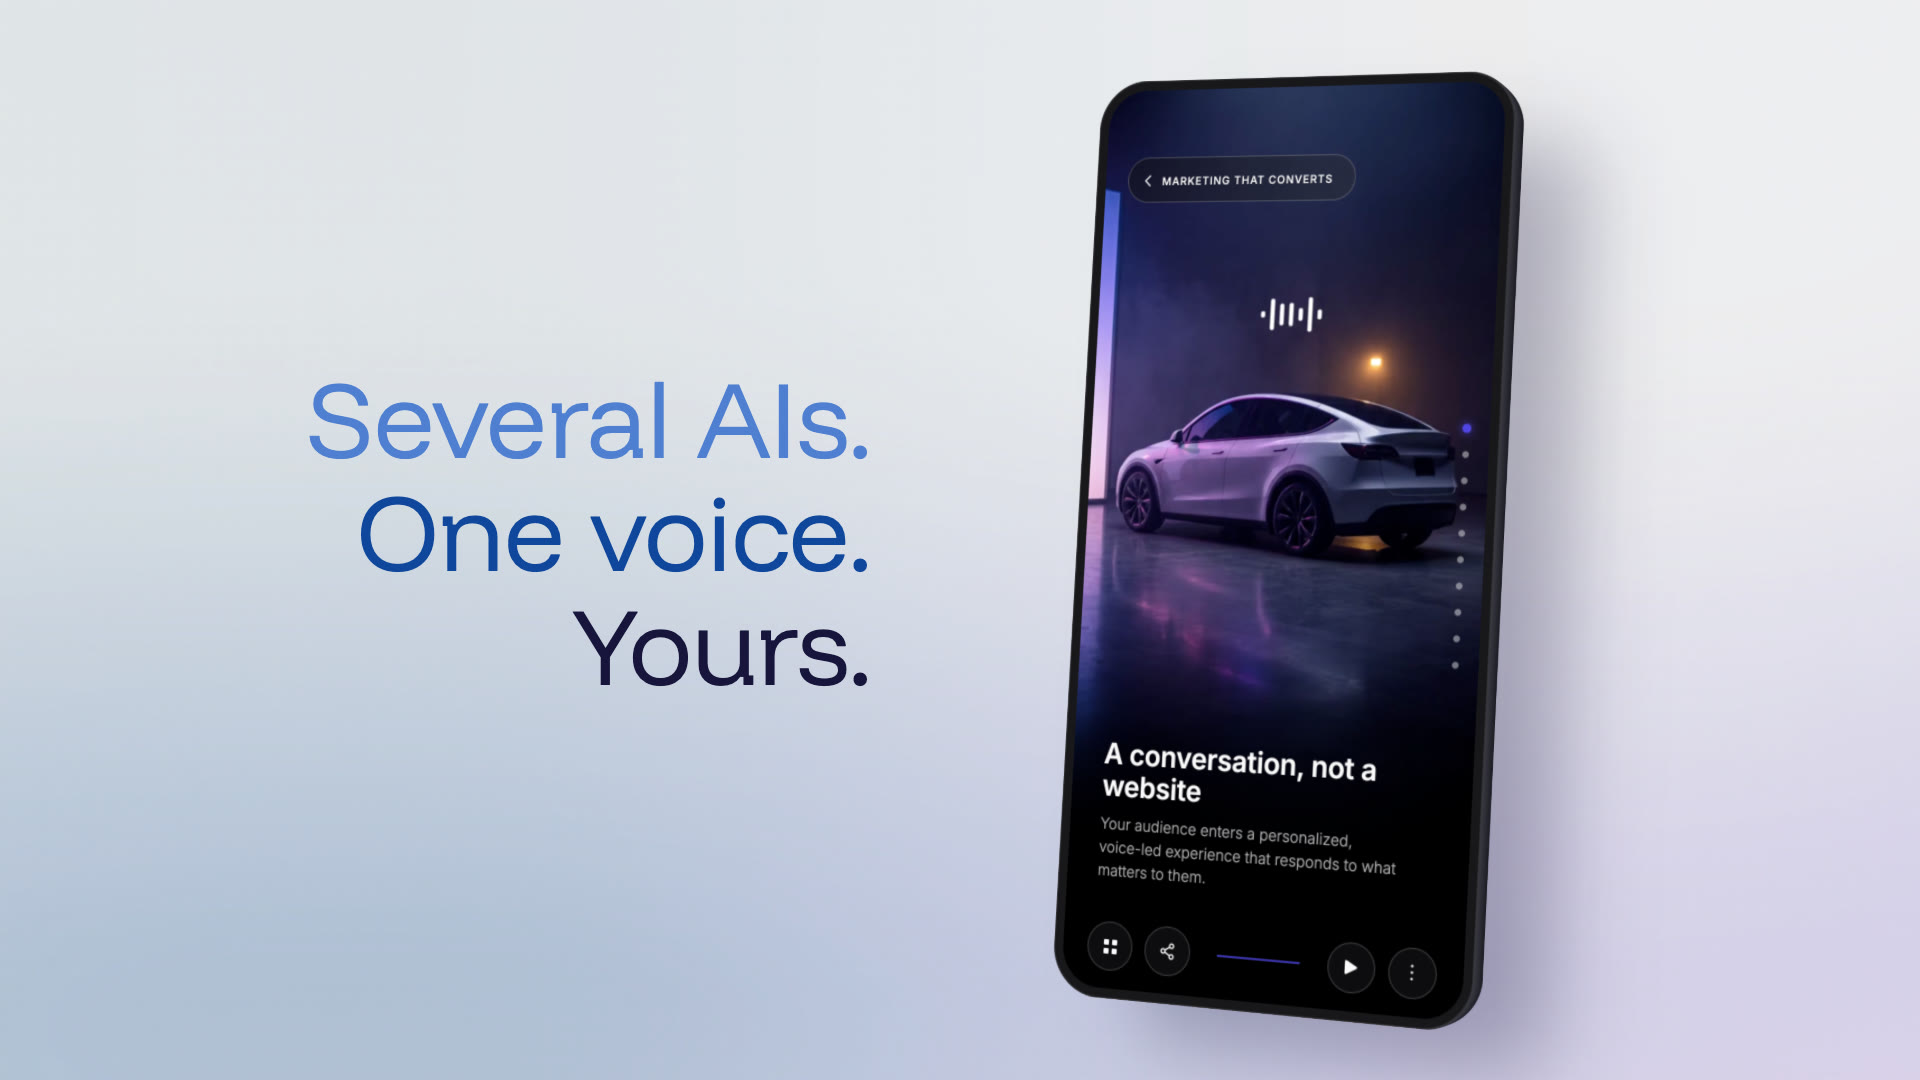 Several AIs.
One voice.
Yours.
MARKETING THAT CONVERTS
A conversation, not a
website
Your audience enters a personalized,
voice-led experience that responds to what
matters to them.